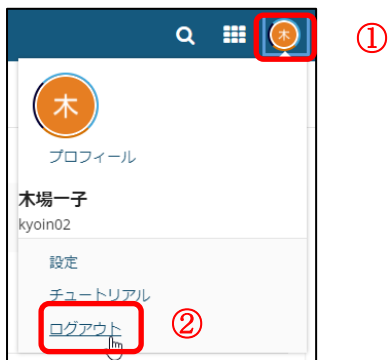 木
①
木
プロフィール
木場一子
kyoin02
設定
チュートリアル
ログアウト
②